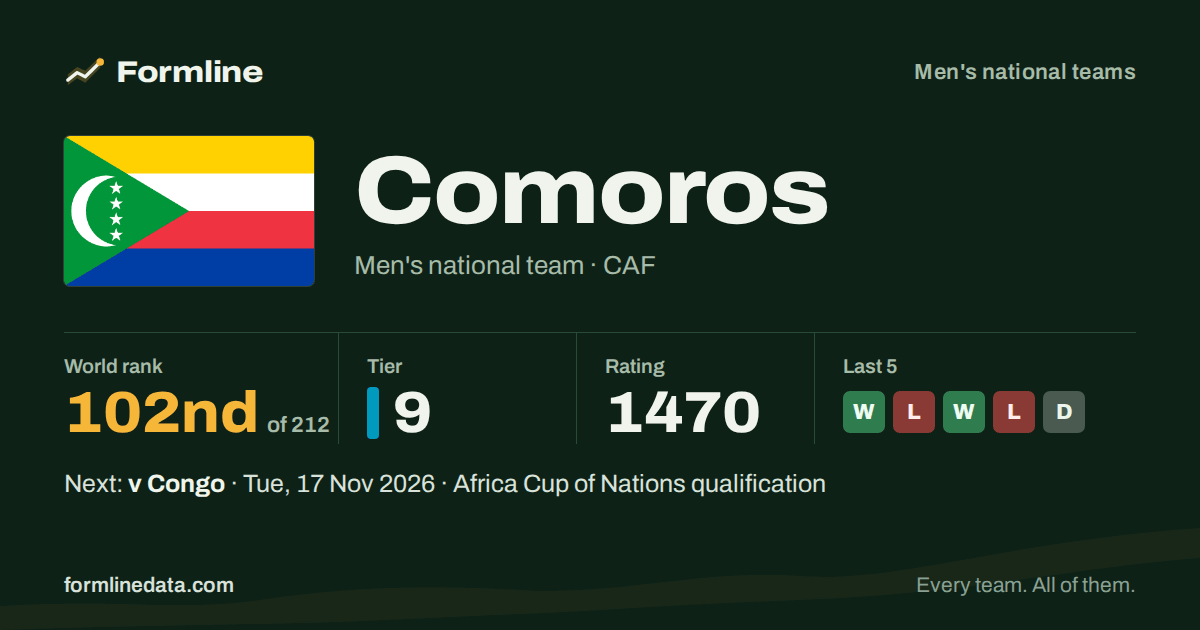 Formline
Men's national teams
Comoros
Men's national team · CAF
World rank
102nd of 212
Tier
9
Rating
1470
Last 5
W L W L D
Next: v Congo · Tue, 17 Nov 2026 · Africa Cup of Nations qualification
formlinedata.com
Every team. All of them.